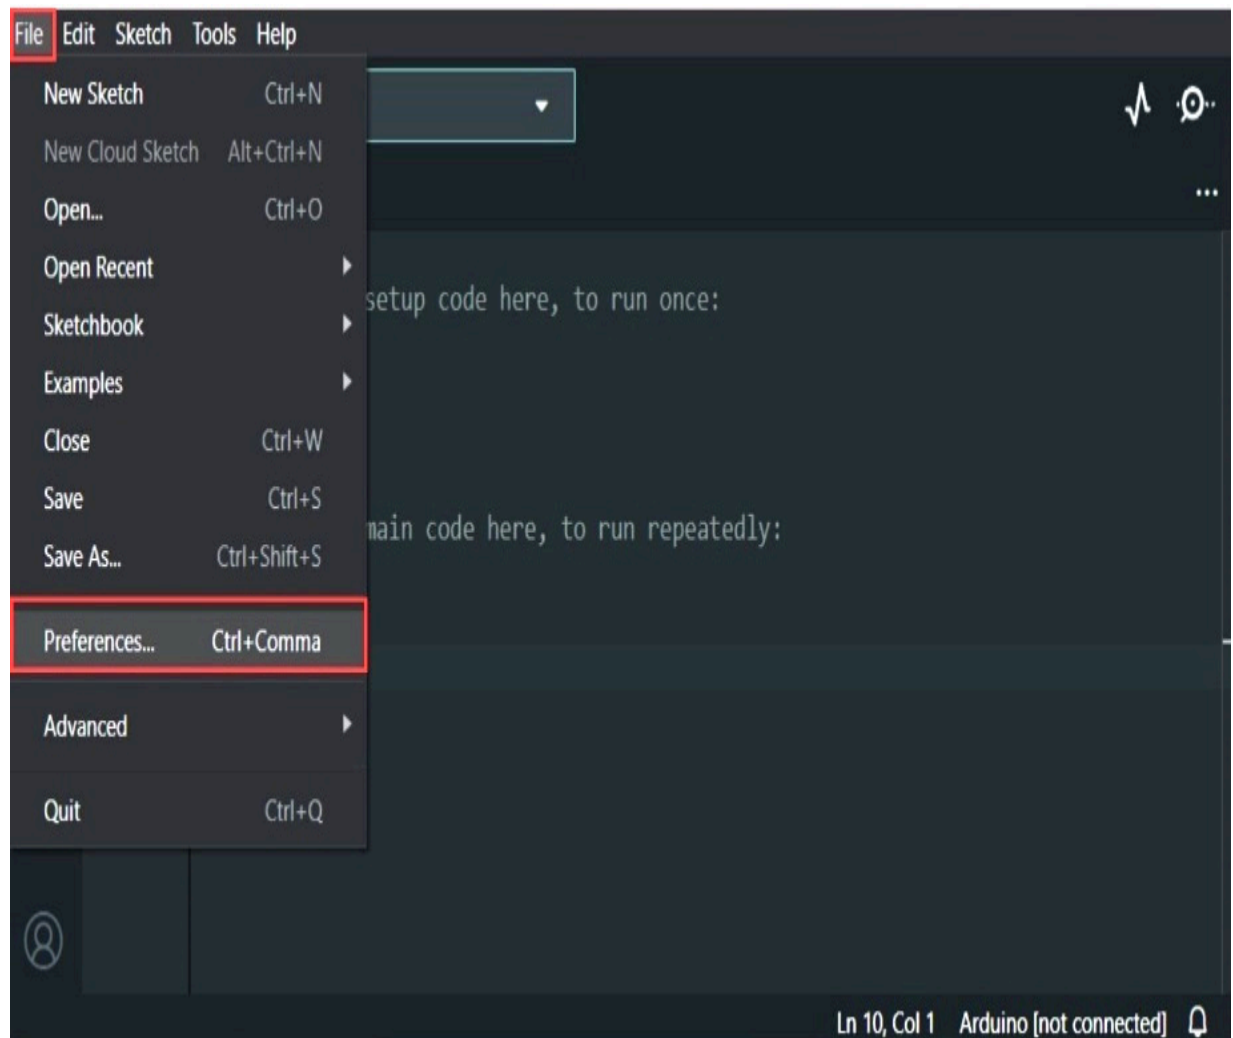 File Edit Sketch Tools Help
New Sketch Ctrl+N
New Cloud Sketch Alt+Ctrl+N
Open... Ctrl+O
Open Recent
Sketchbook
Examples
Close Ctrl+W
Save Ctrl+S
Save As... Ctrl+Shift+S
Preferences... Ctrl+Comma
Advanced
Quit Ctrl+Q
setup code here, to run once:
main code here, to run repeatedly:
Ln 10, Col 1 Arduino [not connected]